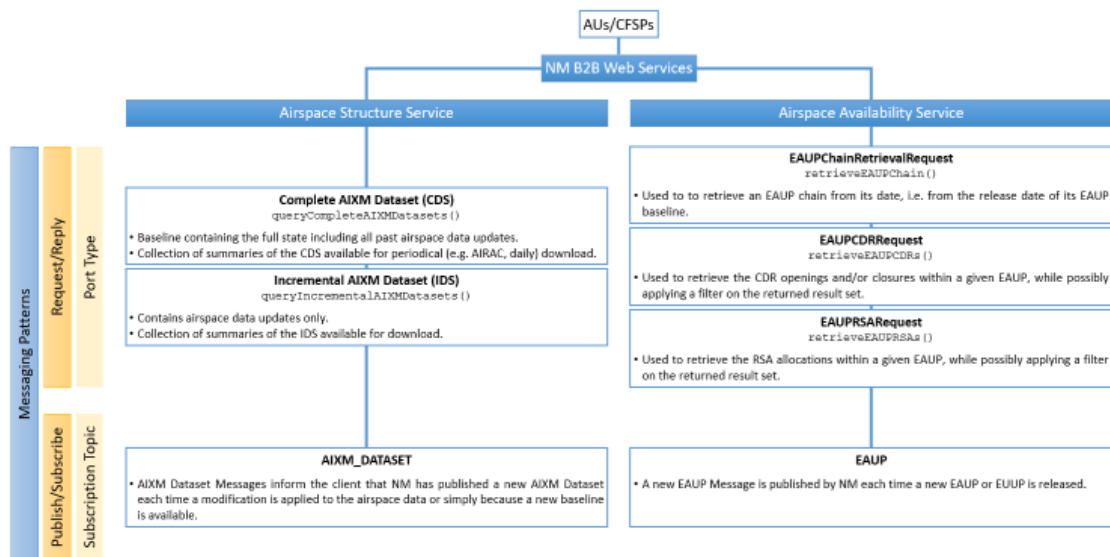 AUs/CFSPs
NM B2B Web Services
Airspace Structure Service
Airspace Availability Service
Messaging Patterns
Request/Reply
Port Type
Complete AIXM Dataset (CDS)
queryCompleteAIXMDatasets()
• Baseline containing the full state including all past airspace data updates.
• Collection of summaries of the CDS available for periodical (e.g. AIRAC, daily) download.
Incremental AIXM Dataset (IDS)
queryIncrementalAIXMDatasets()
• Contains airspace data updates only.
• Collection of summaries of the IDS available for download.
EAUPChainRetrievalRequest
retrieveEAUPChain()
• Used to to retrieve an EAUP chain from its date, i.e. from the release date of its EAUP
baseline.
EAUPCDRRequest
retrieveEAUPCDRs()
• Used to retrieve the CDR openings and/or closures within a given EAUP, while possibly
applying a filter on the returned result set.
EAUPRSARequest
retrieveEAUPRSAs()
• Used to retrieve the RSA allocations within a given EAUP, while possibly applying a filter
on the returned result set.
Publish/Subscribe
Subscription Topic
AIXM_DATASET
• AIXM Dataset Messages inform the client that NM has published a new AIXM Dataset
each time a modification is applied to the airspace data or simply because a new baseline
is available.
EAUP
• A new EAUP Message is published by NM each time a new EAUP or EUUP is released.